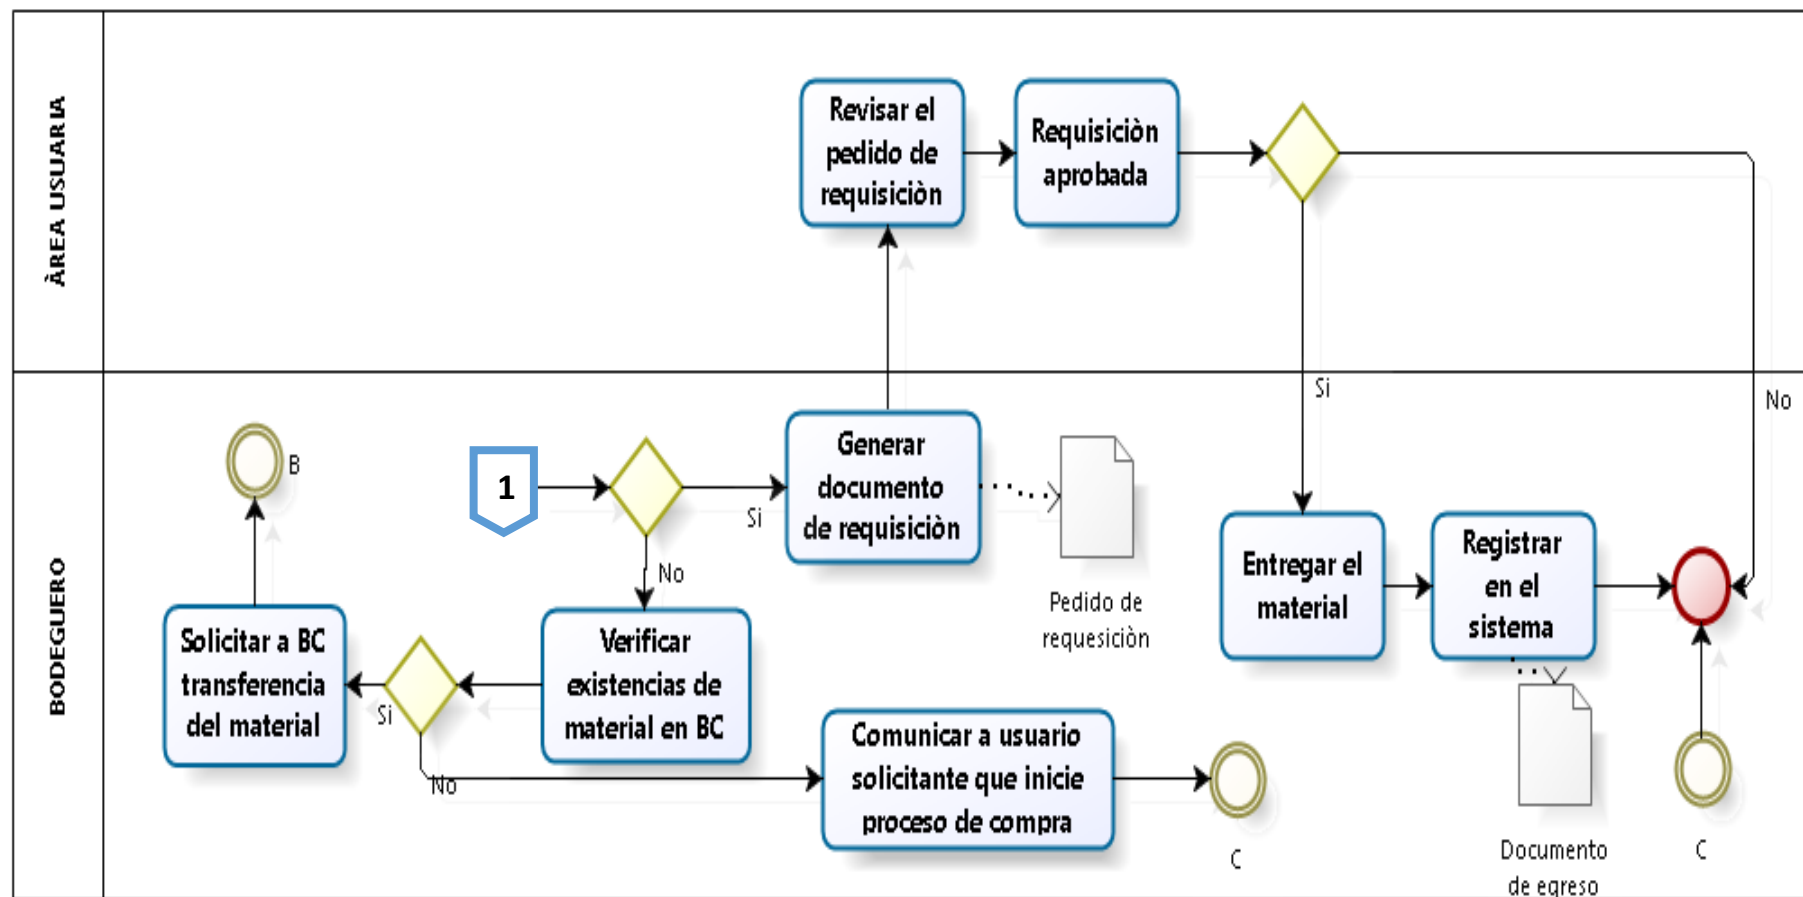 ÀREA USUARIA
Revisar el
pedido de
requisiciòn
Requisiciòn
aprobada
Si
No
BODEGUERO
B
1
Si
No
Generar
documento
de requisiciòn
Pedido de
requesiciòn
Entregar el
material
Registrar
en el
sistema
Solicitar a BC
transferencia
del material
Si
No
Verificar
existencias de
material en BC
Comunicar a usuario
solicitante que inicie
proceso de compra
C
Documento
de egreso
C